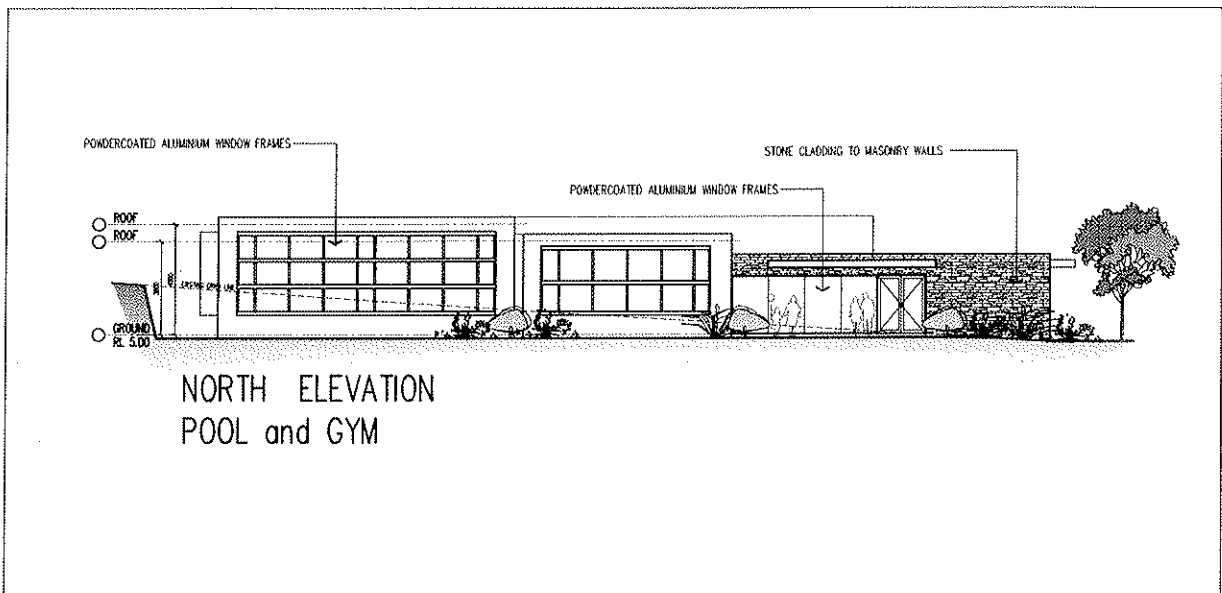 POWDERCOATED ALUMINIUM WINDOW FRAMES
STONE CLADDING TO MASONRY WALLS
POWDERCOATED ALUMINIUM WINDOW FRAMES
ROOF
ROOF
GROUND
RL 5.00
NORTH ELEVATION
POOL and GYM